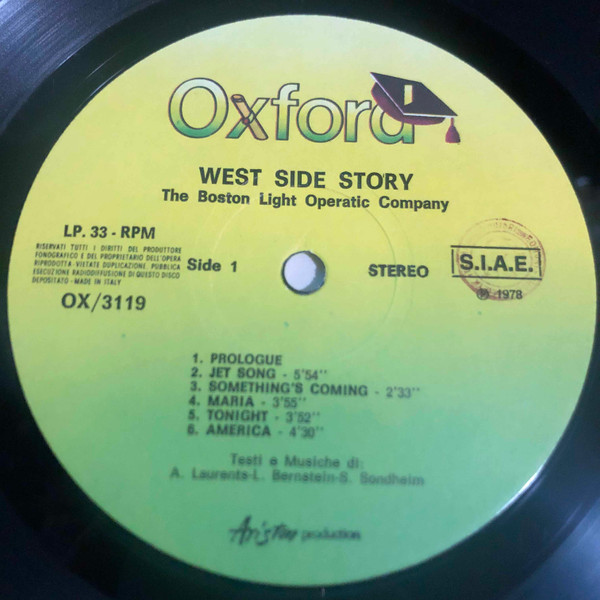 Oxford
WEST SIDE STORY
The Boston Light Operatic Company
LP. 33 - RPM
RISERVATI TUTTI I DIRITTI DEL PRODUTTORE
FONOGRAFICO E DEL PROPRIETARIO DELL'OPERA
RIPRODOTTA - VIETATE DUPLICAZIONE, PUBBLICA
ESECUZIONE RADIODIFFUSIONE DI QUESTO DISCO
DEPOSITATO - MADE IN ITALY
OX/3119
Side 1
STEREO
S.I.A.E.
℗ 1978
1. PROLOGUE
2. JET SONG - 5'54''
3. SOMETHING'S COMING - 2'33''
4. MARIA - 3'55''
5. TONIGHT - 3'52''
6. AMERICA - 4'30''
Testi e Musiche di:
A. Laurents-L. Bernstein-S. Sondheim
Ariston production